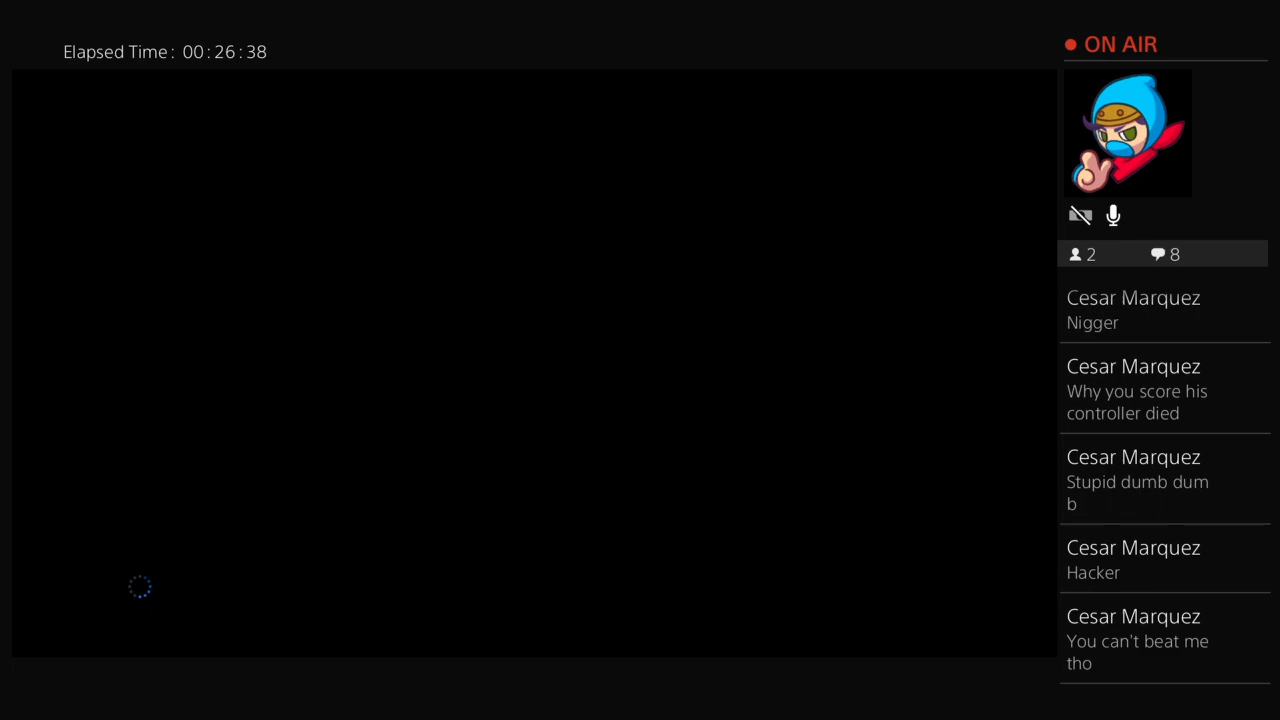 Elapsed Time: 00:26:38
ON AIR
2 8
Cesar Marquez
Nigger
Cesar Marquez
Why you score his
controller died
Cesar Marquez
Stupid dumb dum
b
Cesar Marquez
Hacker
Cesar Marquez
You can't beat me
tho